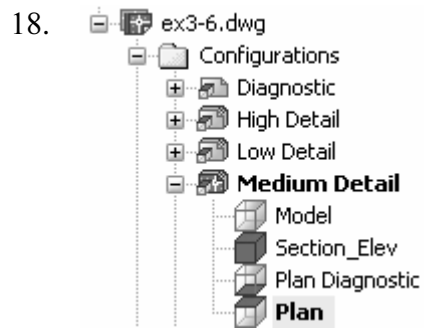 18. ex3-6.dwg
Configurations
Diagnostic
High Detail
Low Detail
Medium Detail
Model
Section_Elev
Plan Diagnostic
Plan